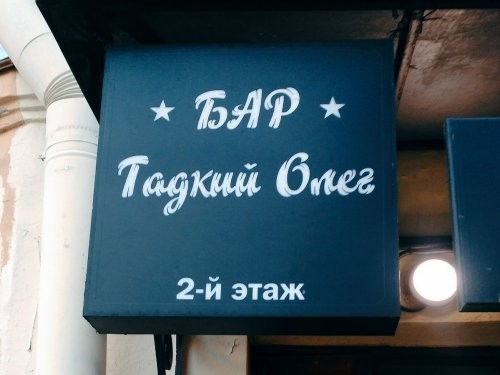 ★ БАР ★
Гадкий Олег
2-й этаж